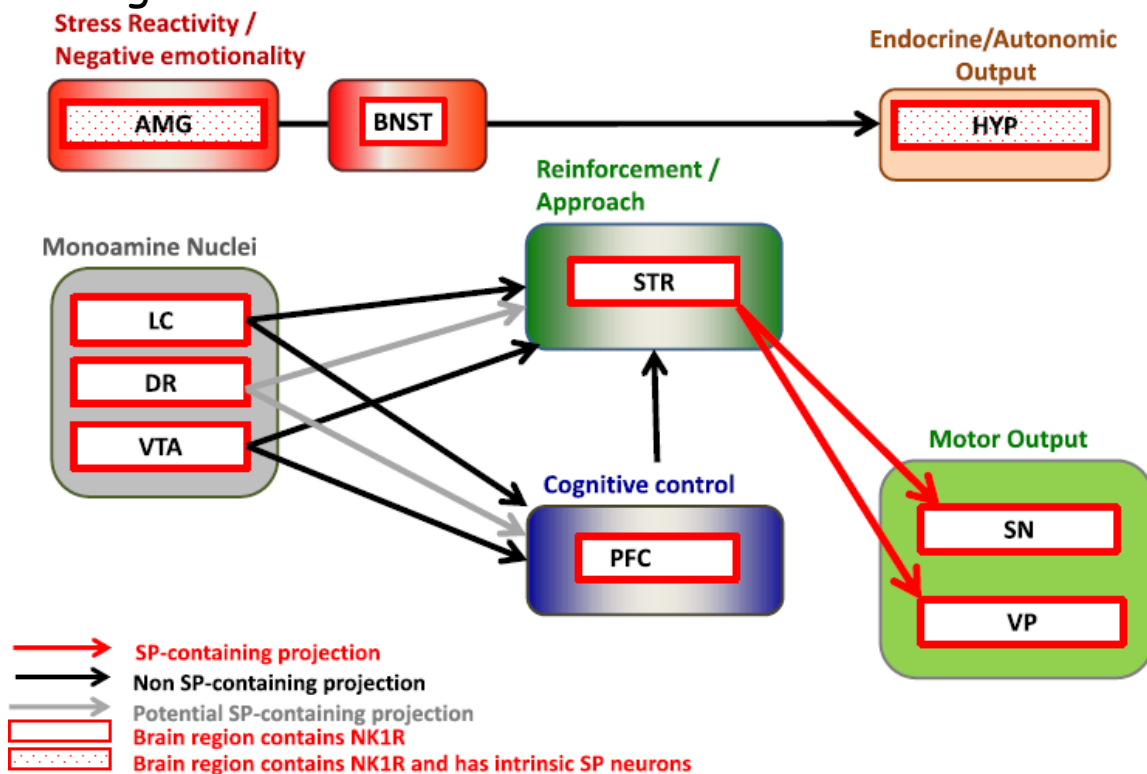 Stress Reactivity /
Negative emotionality
AMG
BNST
Endocrine/Autonomic
Output
HYP
Reinforcement /
Approach
STR
Monoamine Nuclei
LC
DR
VTA
Cognitive control
PFC
Motor Output
SN
VP
SP-containing projection
Non SP-containing projection
Potential SP-containing projection
Brain region contains NK1R
Brain region contains NK1R and has intrinsic SP neurons